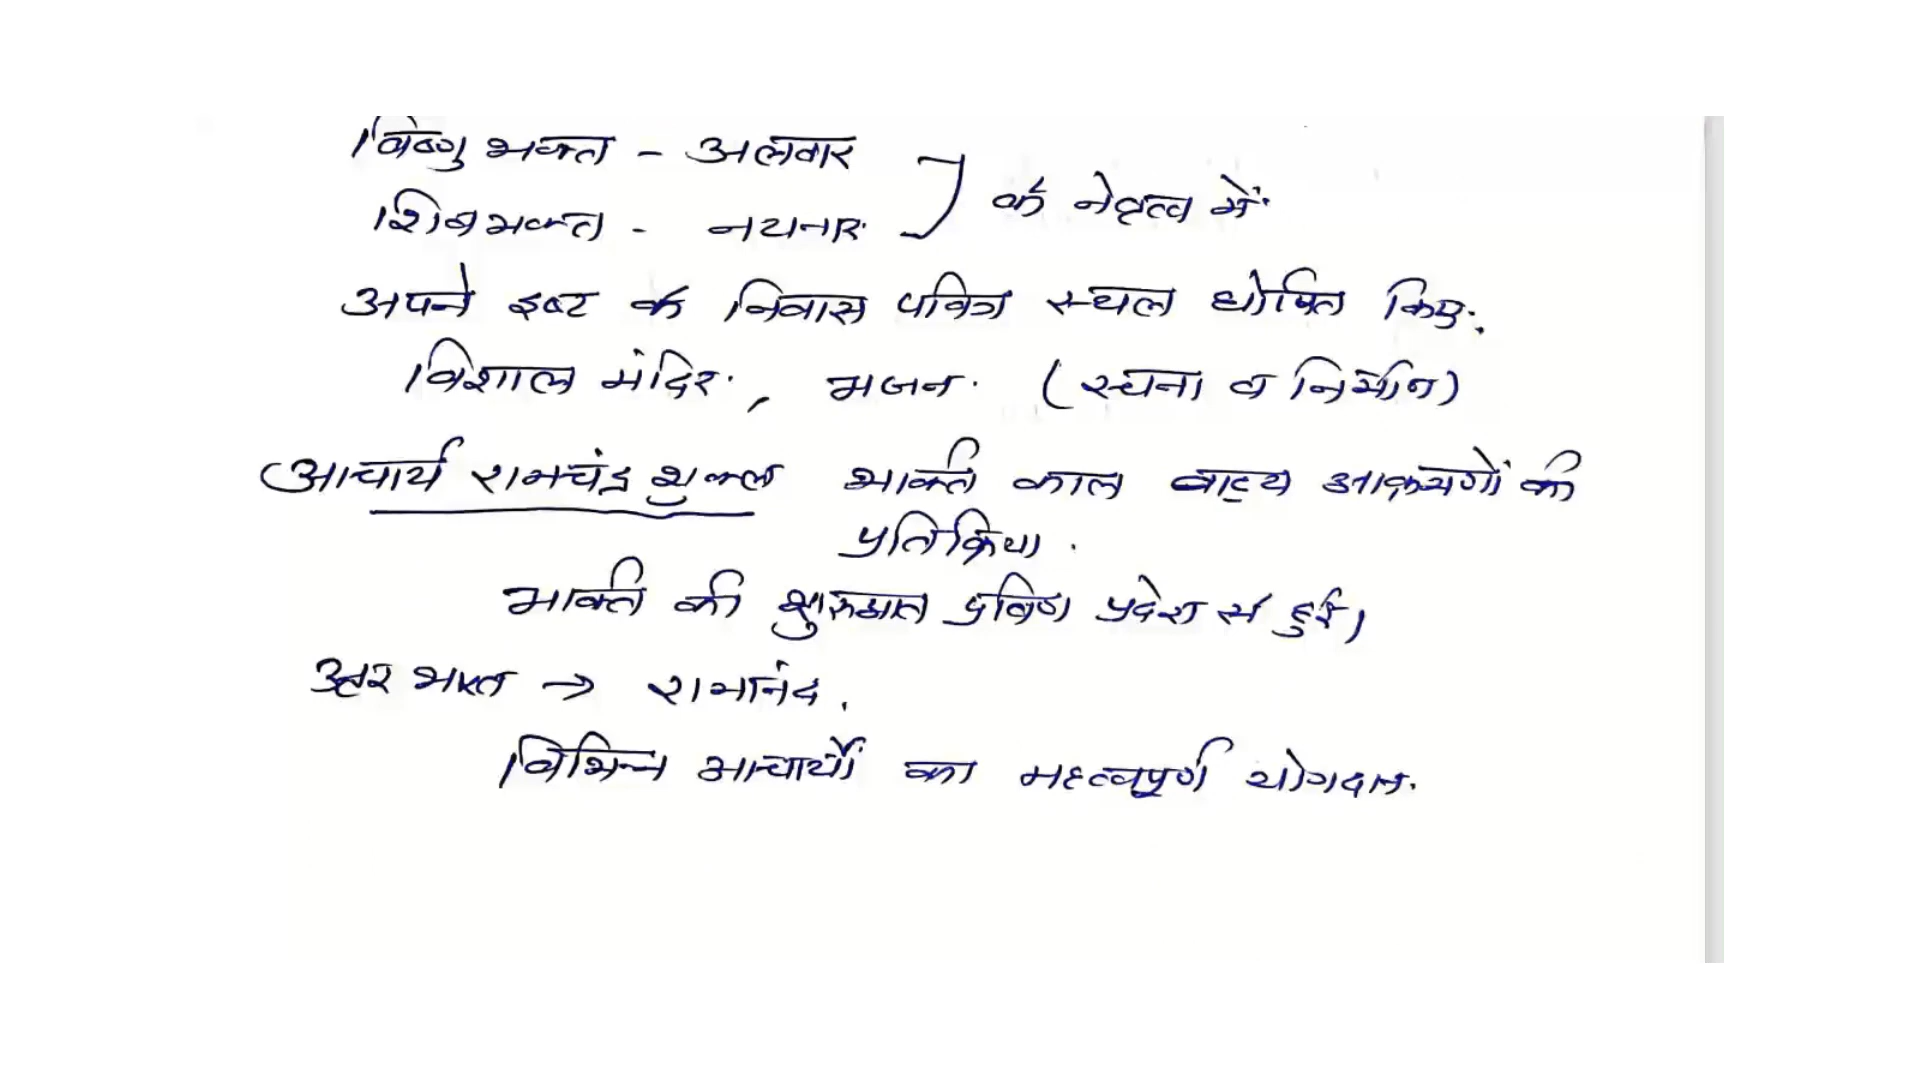 विष्णु भक्त - अलवार
शिव भक्त - नयनार ] के नेतृत्व में
अपने इष्ट के निवास पवित्र स्थल घोषित किए.
विशाल मंदिर, भजन (रचना व निर्माण)
आचार्य रामचंद्र शुक्ल भक्ति काल बाह्य आक्रमणों की
प्रतिक्रिया.
भक्ति की शुरुआत द्रविण प्रदेश से हुई।
उत्तर भारत → रामानंद.
विभिन्न आचार्यों का महत्वपूर्ण योगदान.